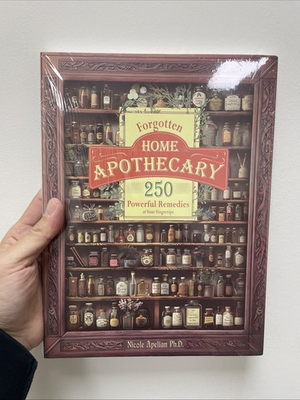 Forgotten
HOME
APOTHECARY
250
Powerful Remedies
at Your Fingertips
Nicole Apelian Ph.D.